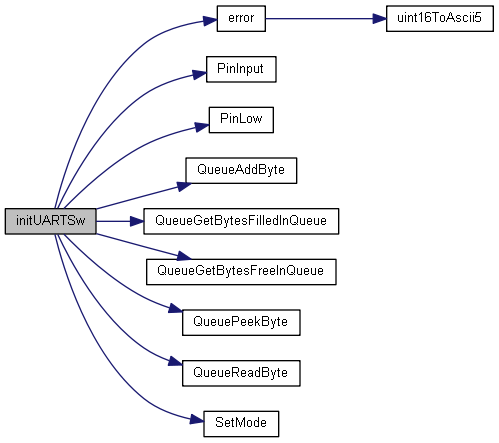 error
uint16ToAscii5
PinInput
PinLow
QueueAddByte
initUARTSw
QueueGetBytesFilledInQueue
QueueGetBytesFreeInQueue
QueuePeekByte
QueueReadByte
SetMode